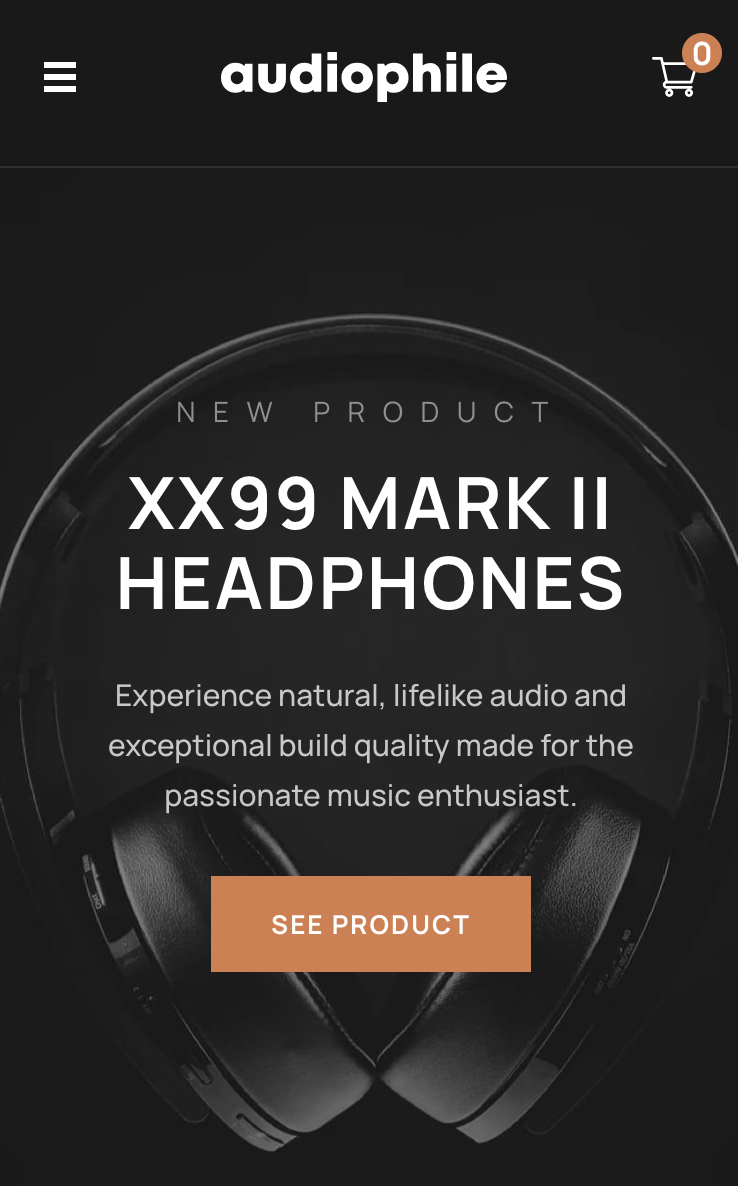 audiophile
0
NEW PRODUCT
XX99 MARK II
HEADPHONES
Experience natural, lifelike audio and
exceptional build quality made for the
passionate music enthusiast.
SEE PRODUCT